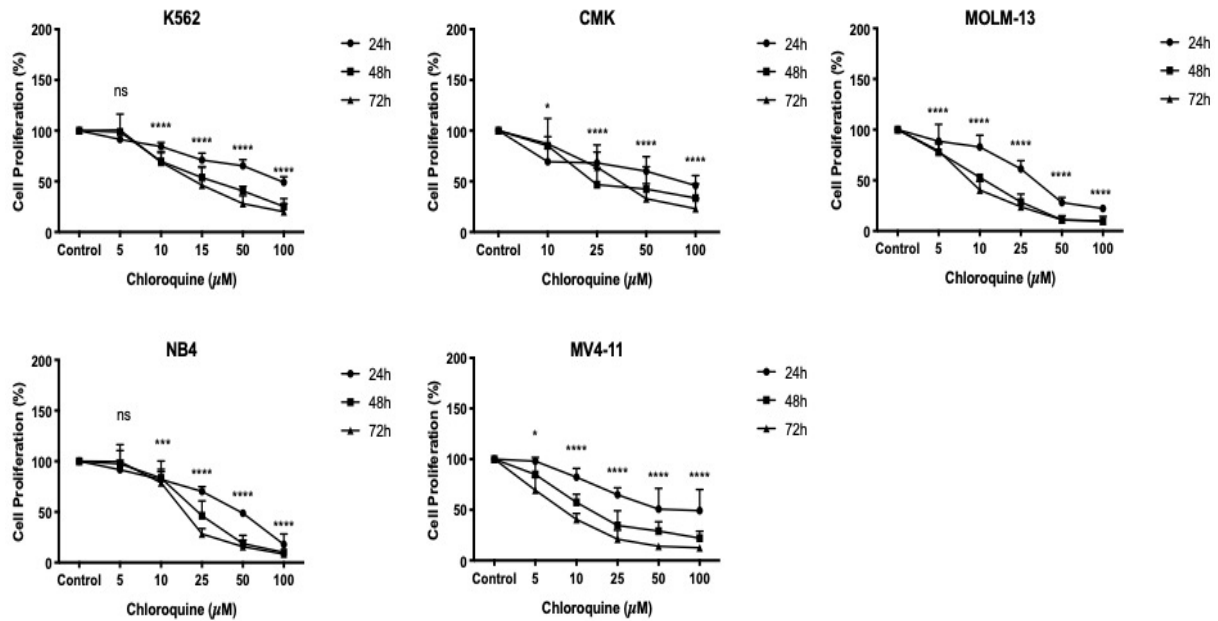 K562
200
150
100
50
0
Cell Proliferation (%)
24h
48h
72h
ns
****
****
****
****
Control 5 10 15 50 100
Chloroquine (µM)
CMK
200
150
100
50
0
Cell Proliferation (%)
24h
48h
72h
*
****
****
****
Control 10 25 50 100
Chloroquine (µM)
MOLM-13
200
150
100
50
0
Cell Proliferation (%)
24h
48h
72h
****
****
****
****
****
Control 5 10 25 50 100
Chloroquine (µM)
NB4
200
150
100
50
0
Cell Proliferation (%)
24h
48h
72h
ns
***
****
****
****
Control 5 10 25 50 100
Chloroquine (µM)
MV4-11
200
150
100
50
0
Cell Proliferation (%)
24h
48h
72h
*
****
****
****
****
Control 5 10 25 50 100
Chloroquine (µM)